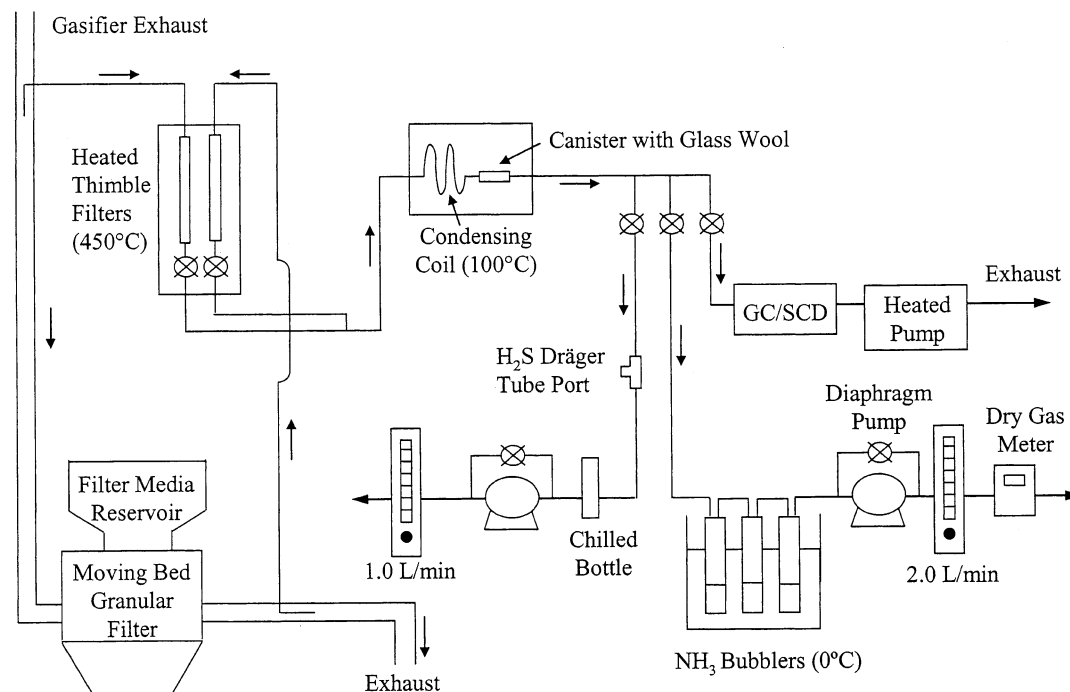 Gasifier Exhaust
Heated
Thimble
Filters
(450°C)
Canister with Glass Wool
Condensing
Coil (100°C)
GC/SCD
Heated
Pump
Exhaust
H₂S Dräger
Tube Port
Diaphragm
Pump
Dry Gas
Meter
Filter Media
Reservoir
Moving Bed
Granular
Filter
1.0 L/min
Chilled
Bottle
2.0 L/min
NH₃ Bubblers (0°C)
Exhaust